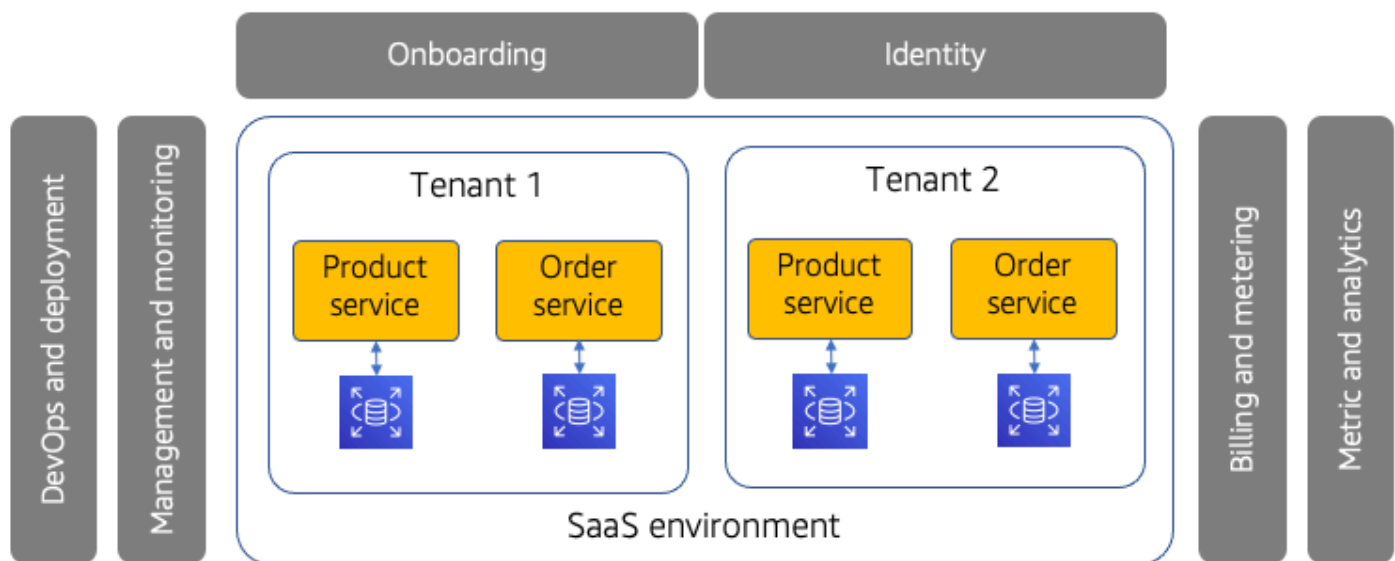 Onboarding
Identity
DevOps and deployment
Management and monitoring
Tenant 1
Product
service
Order
service
Tenant 2
Product
service
Order
service
SaaS environment
Billing and metering
Metric and analytics